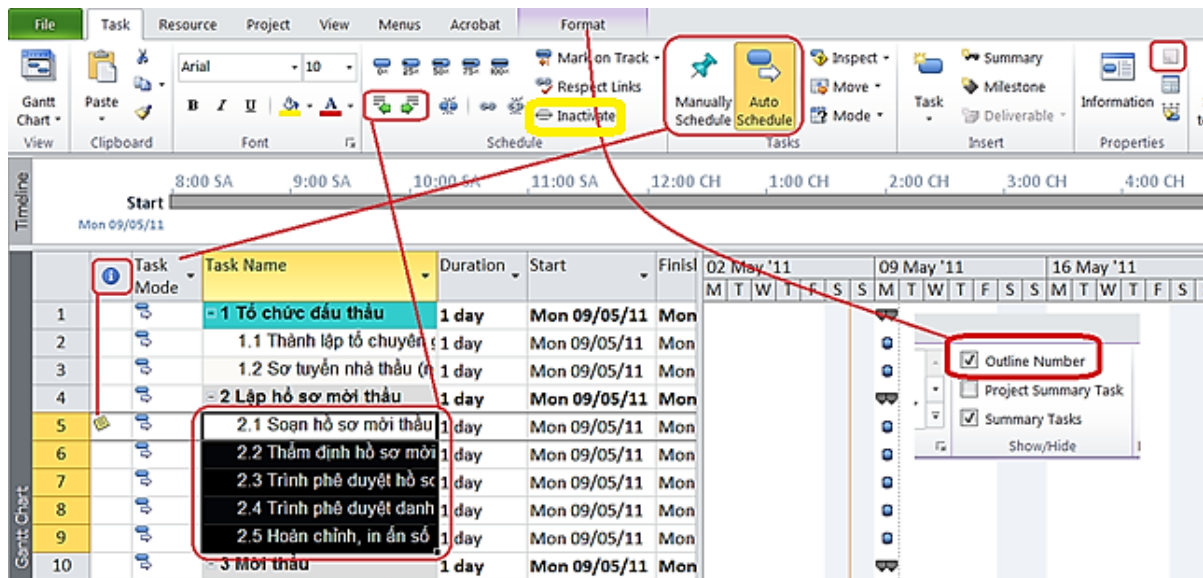 File Task Resource Project View Menus Acrobat Format
Arial 10
0% 25% 50% 75% 100%
Mark on Track
Respect Links
Inactivate
B I U A
Gantt Chart
Paste
Manually Schedule
Auto Schedule
Inspect
Move
Mode
Task
Summary
Milestone
Deliverable
Information
View Clipboard Font Schedule Tasks Insert Properties
Timeline
8:00 SA 9:00 SA 10:00 SA 11:00 SA 12:00 CH 1:00 CH 2:00 CH 3:00 CH 4:00 CH
Start
Mon 09/05/11
Task Mode Task Name Duration Start Finish 02 May '11 09 May '11 16 May '11
M T W T F S S M T W T F S S M T W T F S
1 - 1 Tổ chức đấu thầu 1 day Mon 09/05/11 Mon
2 1.1 Thành lập tổ chuyên 1 day Mon 09/05/11 Mon
3 1.2 Sơ tuyển nhà thầu 1 day Mon 09/05/11 Mon
4 - 2 Lập hồ sơ mời thầu 1 day Mon 09/05/11 Mon
5 2.1 Soạn hồ sơ mời thầu 1 day Mon 09/05/11 Mon
6 2.2 Thẩm định hồ sơ mời 1 day Mon 09/05/11 Mon
7 2.3 Trình phê duyệt hồ sơ 1 day Mon 09/05/11 Mon
8 2.4 Trình phê duyệt danh 1 day Mon 09/05/11 Mon
9 2.5 Hoàn chỉnh, in ấn số 1 day Mon 09/05/11 Mon
10 - 3 Mời thầu 1 day Mon 09/05/11 Mon
Outline Number
Project Summary Task
Summary Tasks
Show/Hide
Gantt Chart